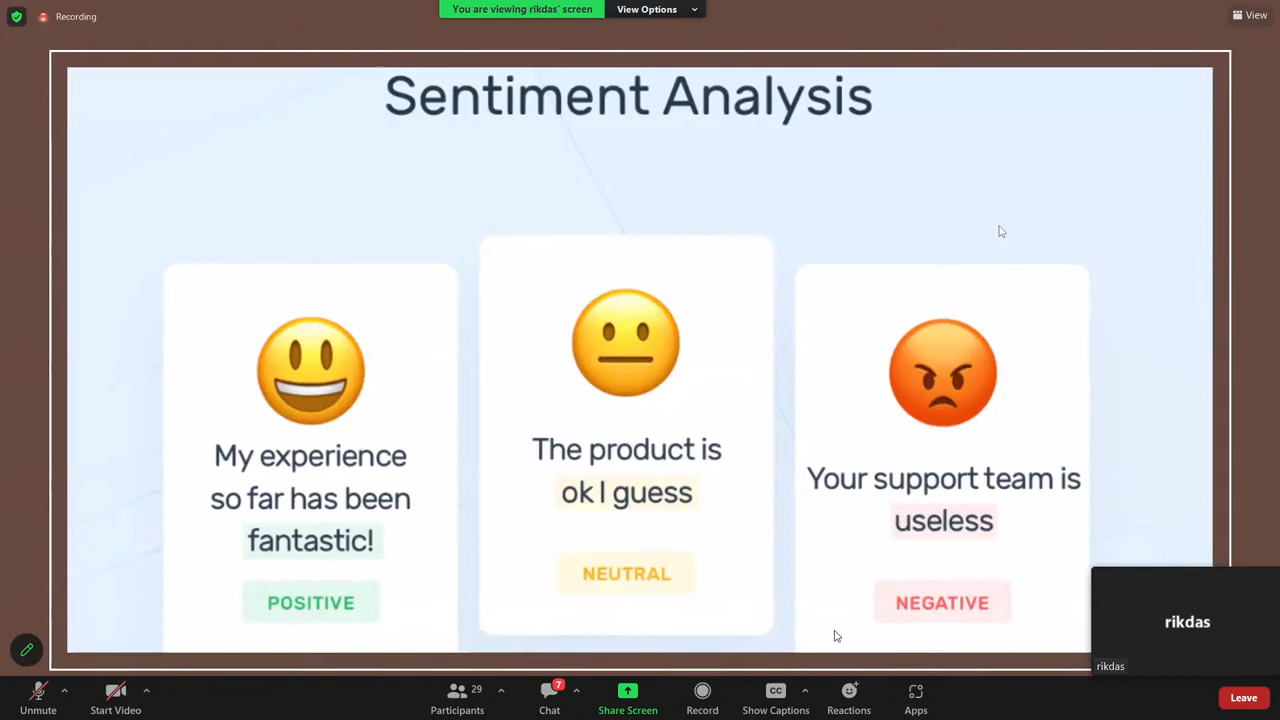 Recording
You are viewing rikdas' screen
View Options
View
Sentiment Analysis
My experience
so far has been
fantastic!
POSITIVE
The product is
ok I guess
NEUTRAL
Your support team is
useless
NEGATIVE
rikdas
rikdas
Unmute
Start Video
29
Participants
7
Chat
Share Screen
Record
CC
Show Captions
Reactions
Apps
Leave